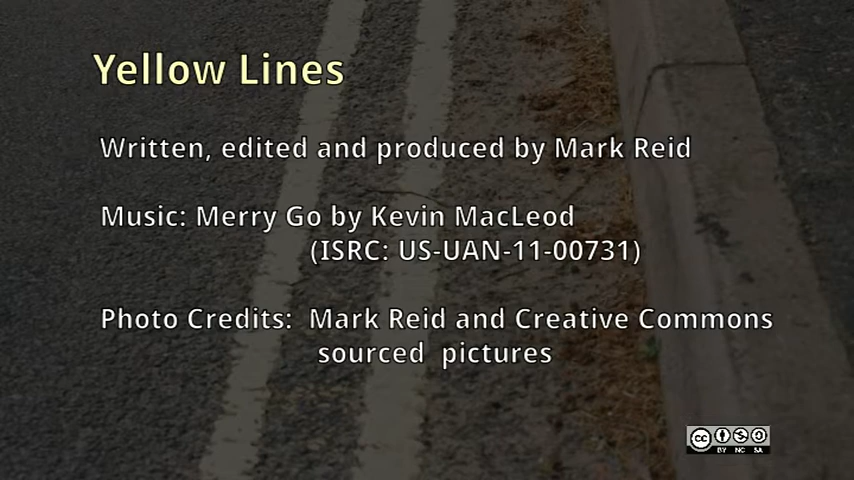 Yellow Lines
Written, edited and produced by Mark Reid
Music: Merry Go by Kevin MacLeod
(ISRC: US-UAN-11-00731)
Photo Credits: Mark Reid and Creative Commons
sourced pictures
cc
BY NC SA